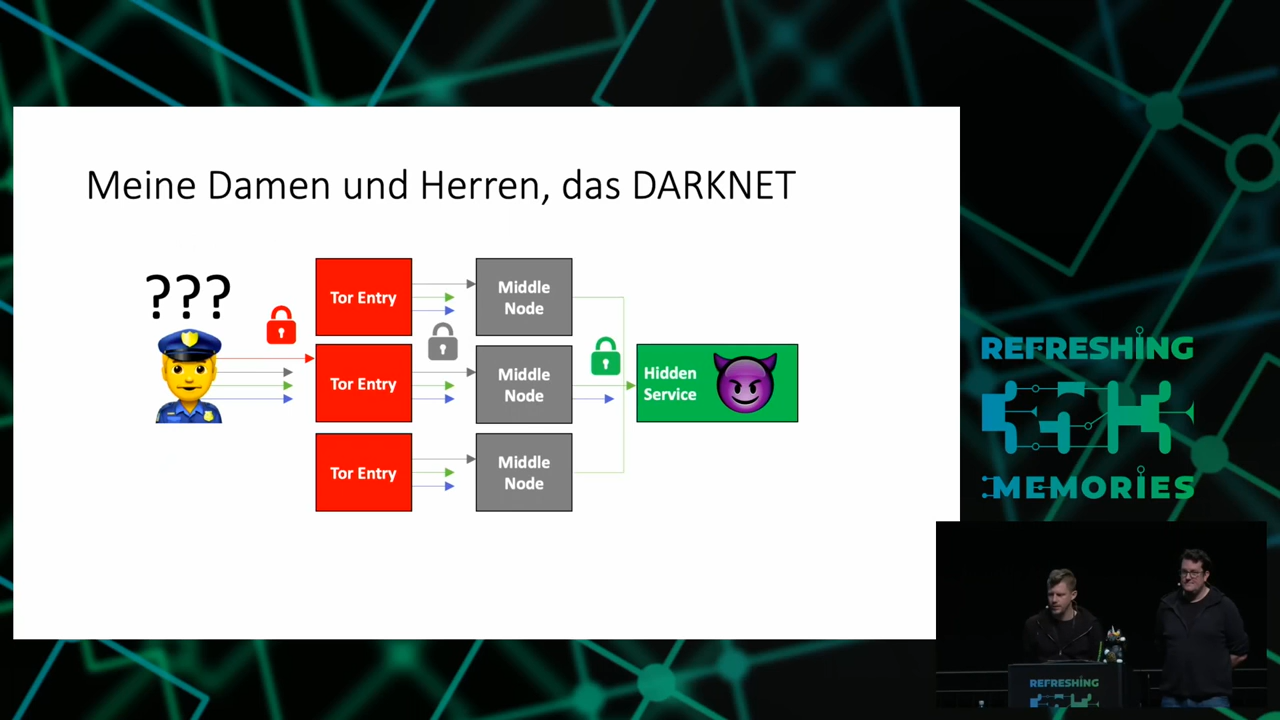 Meine Damen und Herren, das DARKNET
???
Tor Entry
Middle
Node
Tor Entry
Middle
Node
Hidden
Service
Tor Entry
Middle
Node
REFRESHING
MEMORIES
REFRESHING